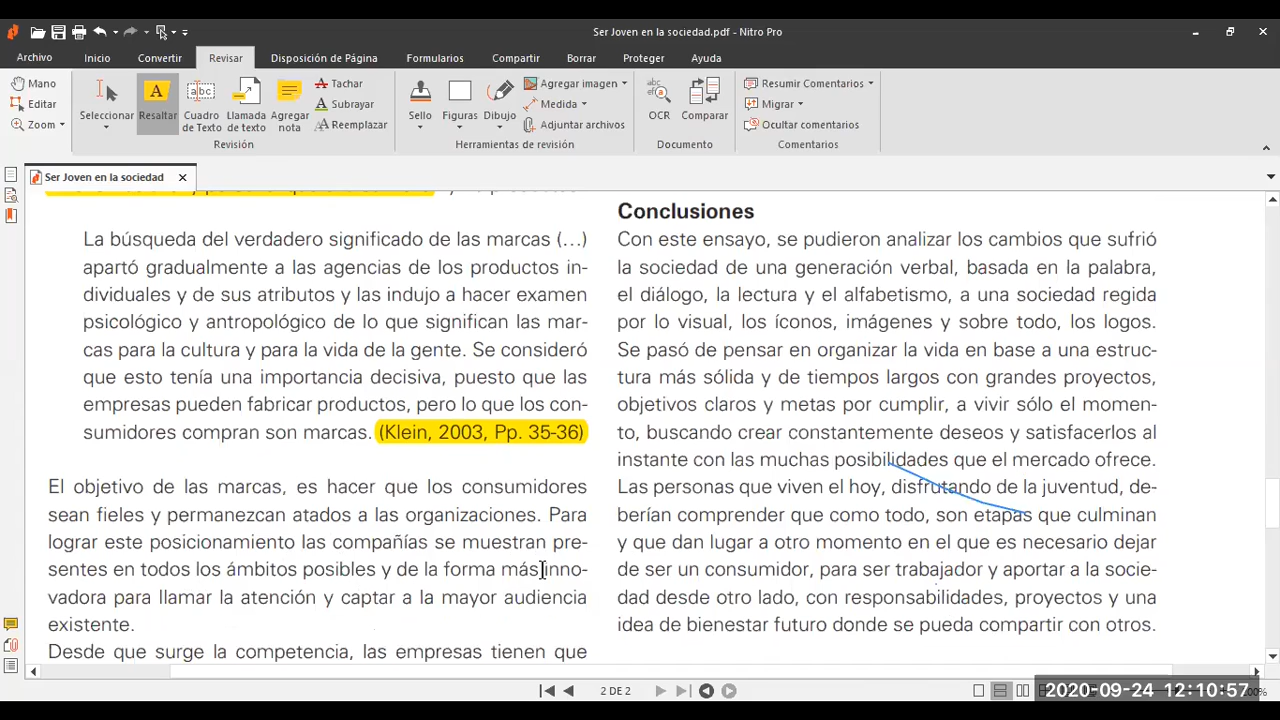 Ser Joven en la sociedad.pdf - Nitro Pro
Archivo Inicio Convertir Revisar Disposición de Página Formularios Compartir Borrar Proteger Ayuda
Mano
Editar
Zoom
Seleccionar
Resaltar
Cuadro de Texto
Llamada de texto
Agregar nota
Tachar
Subrayar
Reemplazar
Revisión
Sello
Figuras
Dibujo
Agregar imagen
Medida
Adjuntar archivos
Herramientas de revisión
OCR
Comparar
Documento
Resumir Comentarios
Migrar
Ocultar comentarios
Comentarios
Ser Joven en la sociedad
La búsqueda del verdadero significado de las marcas (…)
apartó gradualmente a las agencias de los productos in-
dividuales y de sus atributos y las indujo a hacer examen
psicológico y antropológico de lo que significan las mar-
cas para la cultura y para la vida de la gente. Se consideró
que esto tenía una importancia decisiva, puesto que las
empresas pueden fabricar productos, pero lo que los con-
sumidores compran son marcas. (Klein, 2003, Pp. 35-36)
El objetivo de las marcas, es hacer que los consumidores
sean fieles y permanezcan atados a las organizaciones. Para
lograr este posicionamiento las compañías se muestran pre-
sentes en todos los ámbitos posibles y de la forma más inno-
vadora para llamar la atención y captar a la mayor audiencia
existente.
Desde que surge la competencia, las empresas tienen que
Conclusiones
Con este ensayo, se pudieron analizar los cambios que sufrió
la sociedad de una generación verbal, basada en la palabra,
el diálogo, la lectura y el alfabetismo, a una sociedad regida
por lo visual, los íconos, imágenes y sobre todo, los logos.
Se pasó de pensar en organizar la vida en base a una estruc-
tura más sólida y de tiempos largos con grandes proyectos,
objetivos claros y metas por cumplir, a vivir sólo el momen-
to, buscando crear constantemente deseos y satisfacerlos al
instante con las muchas posibilidades que el mercado ofrece.
Las personas que viven el hoy, disfrutando de la juventud, de-
berían comprender que como todo, son etapas que culminan
y que dan lugar a otro momento en el que es necesario dejar
de ser un consumidor, para ser trabajador y aportar a la socie-
dad desde otro lado, con responsabilidades, proyectos y una
idea de bienestar futuro donde se pueda compartir con otros.
2 DE 2
2020-09-24 12:10:57